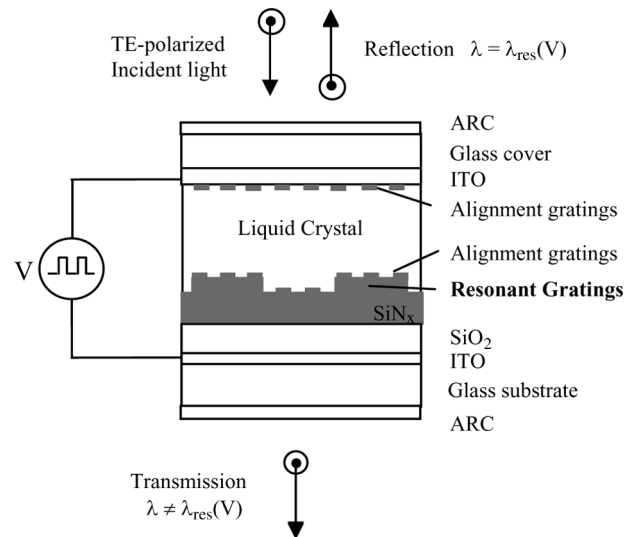 TE-polarized
Incident light
Reflection λ = λres(V)
ARC
Glass cover
ITO
Alignment gratings
Liquid Crystal
Alignment gratings
V
Resonant Gratings
SiNx
SiO2
ITO
Glass substrate
ARC
Transmission
λ ≠ λres(V)